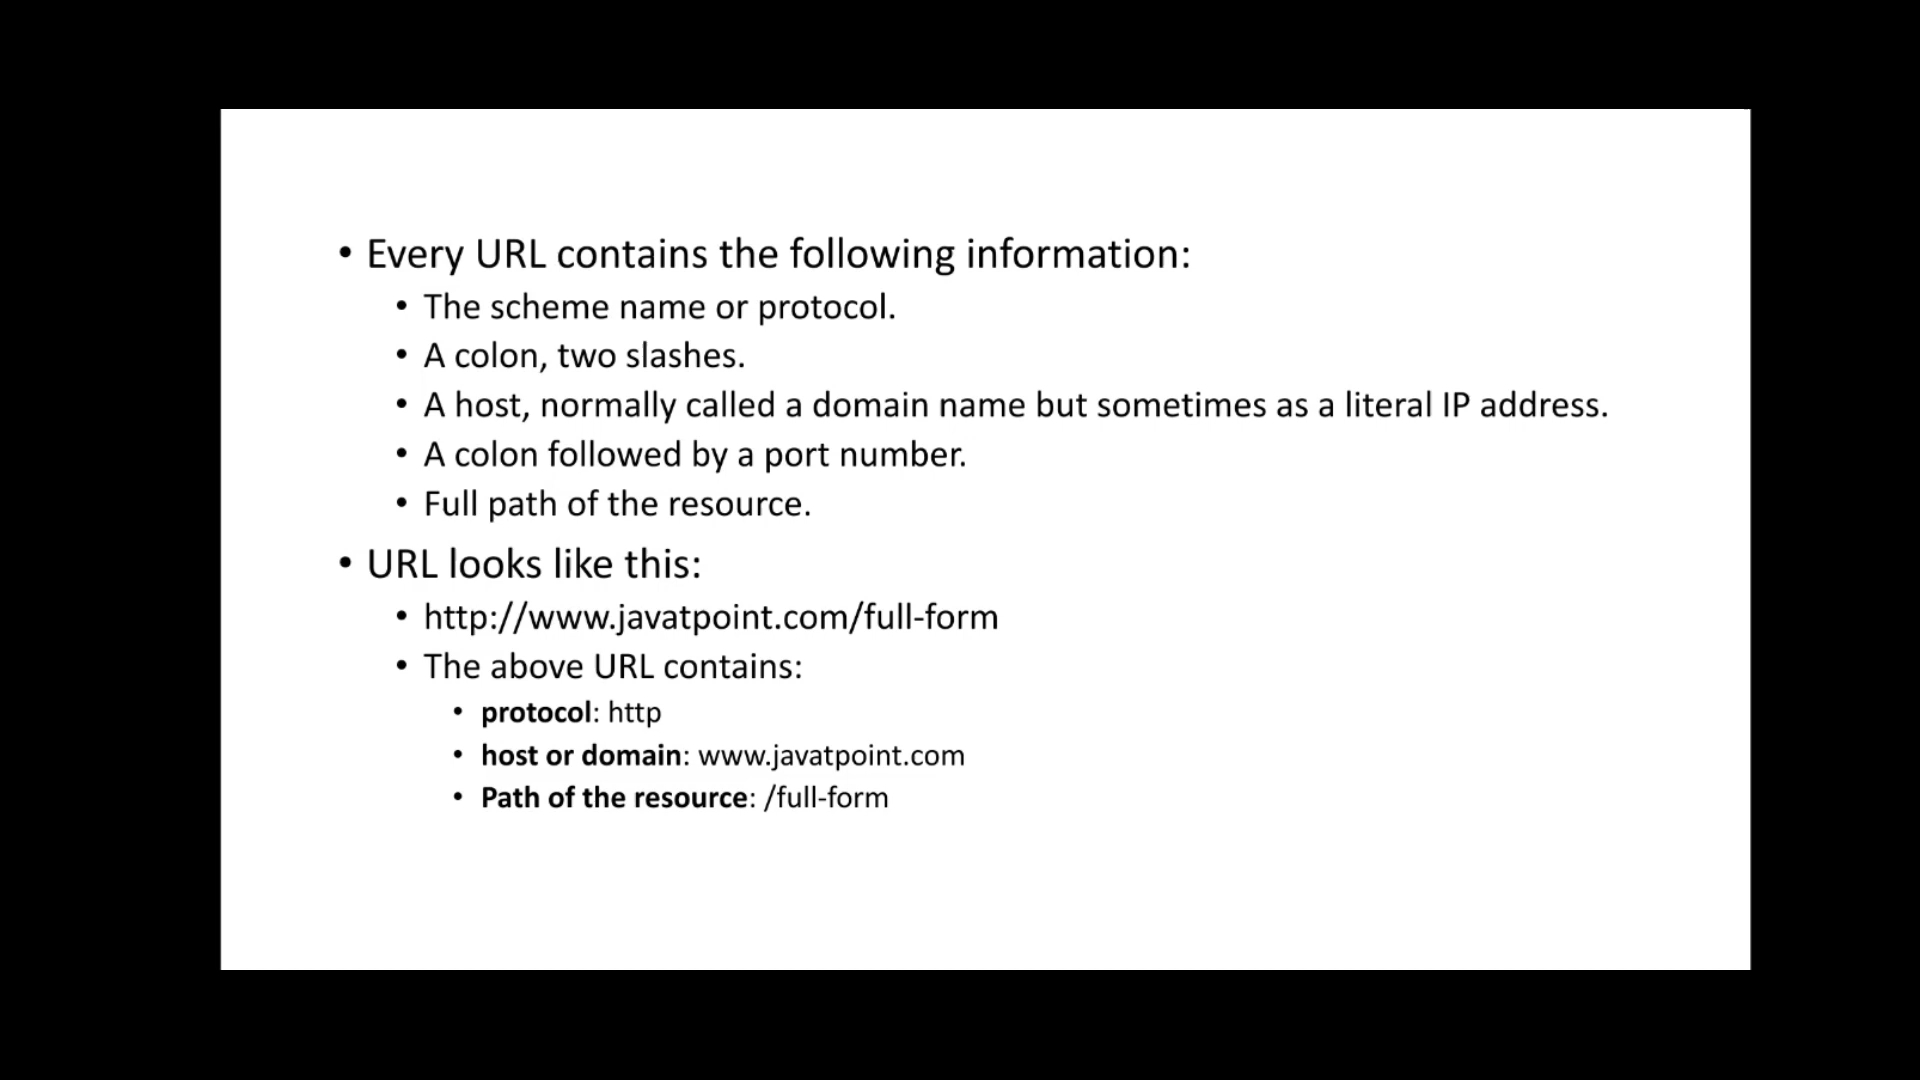 • Every URL contains the following information:
• The scheme name or protocol.
• A colon, two slashes.
• A host, normally called a domain name but sometimes as a literal IP address.
• A colon followed by a port number.
• Full path of the resource.
• URL looks like this:
• http://www.javatpoint.com/full-form
• The above URL contains:
• protocol: http
• host or domain: www.javatpoint.com
• Path of the resource: /full-form